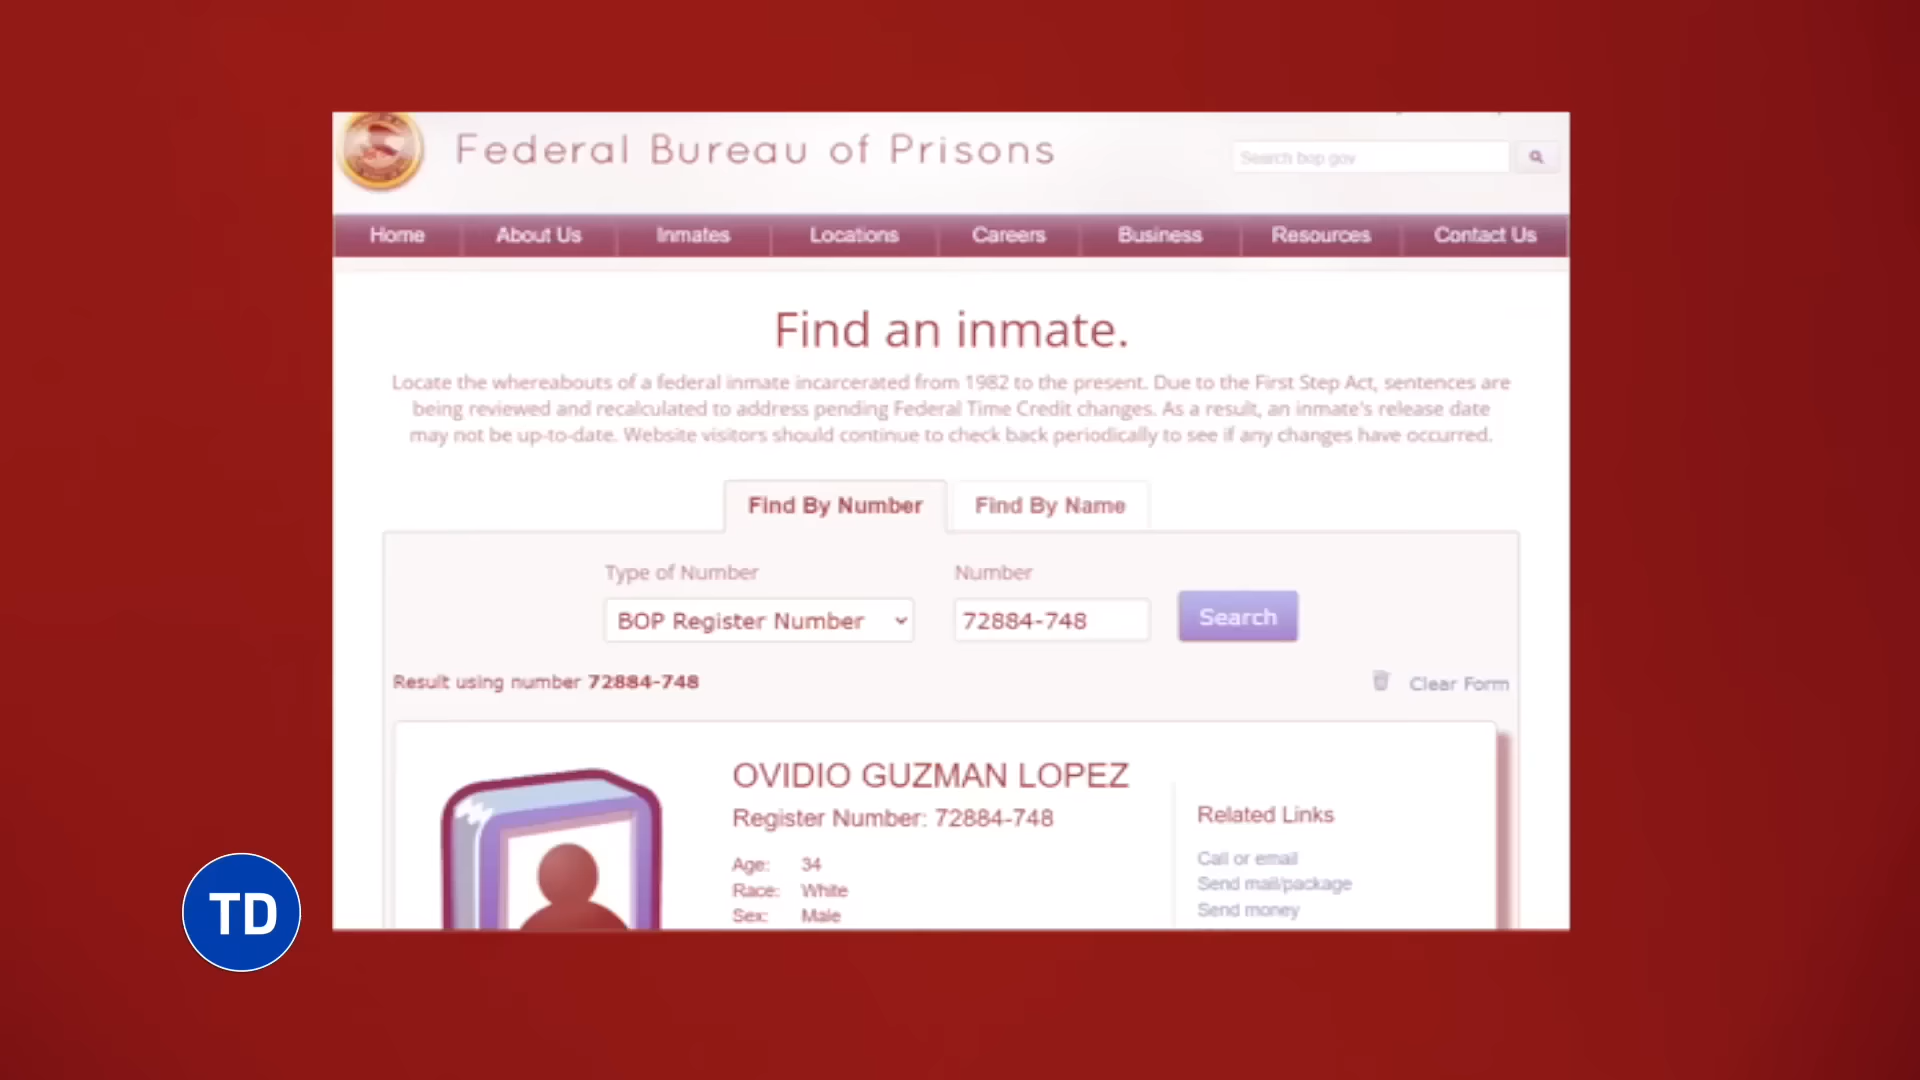 Federal Bureau of Prisons
Search bop gov
Home About Us Inmates Locations Careers Business Resources Contact Us
Find an inmate.
Locate the whereabouts of a federal inmate incarcerated from 1982 to the present. Due to the First Step Act, sentences are
being reviewed and recalculated to address pending Federal Time Credit changes. As a result, an inmate's release date
may not be up-to-date. Website visitors should continue to check back periodically to see if any changes have occurred.
Find By Number Find By Name
Type of Number Number
BOP Register Number 72884-748 Search
Result using number 72884-748 Clear Form
OVIDIO GUZMAN LOPEZ
Register Number: 72884-748
Age: 34
Race: White
Sex: Male
Related Links
Call or email
Send mail/package
Send money
TD